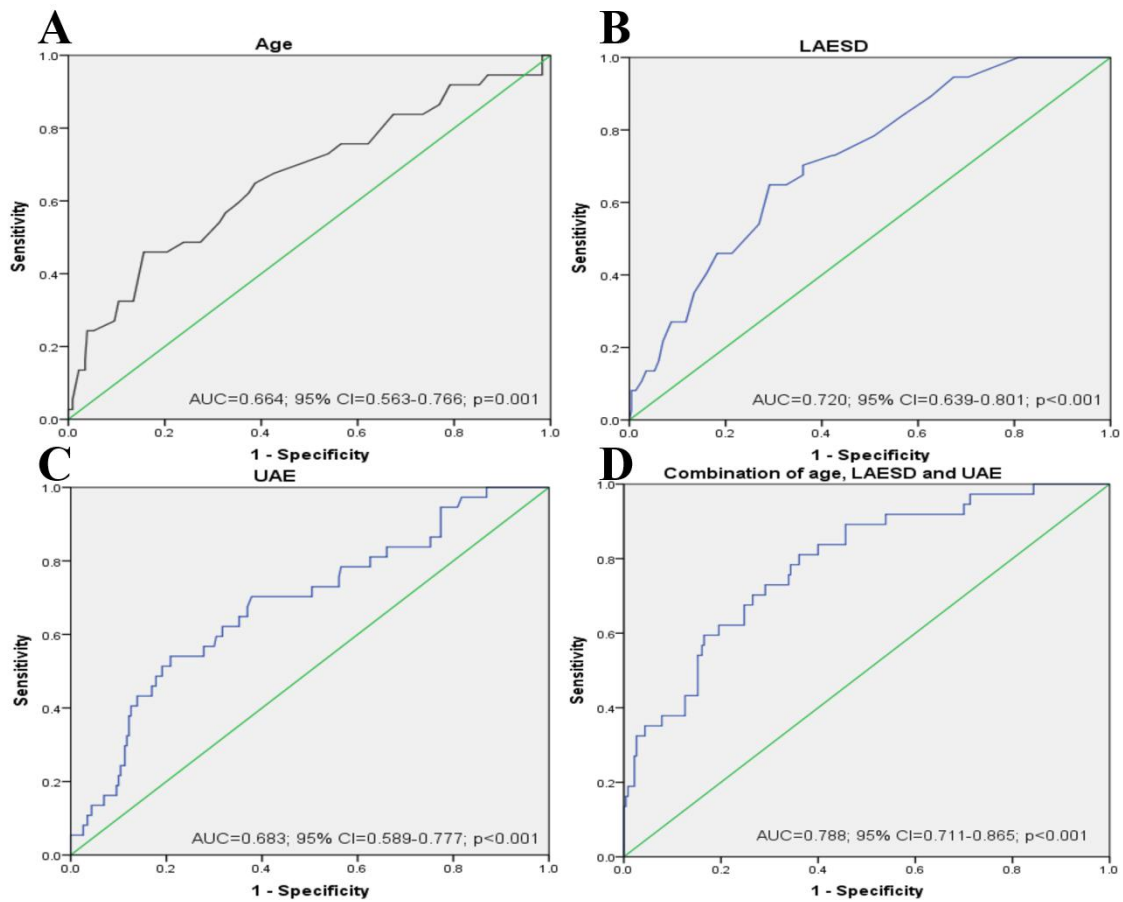 A
Age
1.0
0.8
0.6
0.4
0.2
0.0
Sensitivity
AUC=0.664; 95% CI=0.563-0.766; p=0.001
0.0 0.2 0.4 0.6 0.8 1.0
1 - Specificity
B
LAESD
1.0
0.8
0.6
0.4
0.2
0.0
Sensitivity
AUC=0.720; 95% CI=0.639-0.801; p<0.001
0.0 0.2 0.4 0.6 0.8 1.0
1 - Specificity
C
UAE
1.0
0.8
0.6
0.4
0.2
0.0
Sensitivity
AUC=0.683; 95% CI=0.589-0.777; p<0.001
0.0 0.2 0.4 0.6 0.8 1.0
1 - Specificity
D
Combination of age, LAESD and UAE
1.0
0.8
0.6
0.4
0.2
0.0
Sensitivity
AUC=0.788; 95% CI=0.711-0.865; p<0.001
0.0 0.2 0.4 0.6 0.8 1.0
1 - Specificity